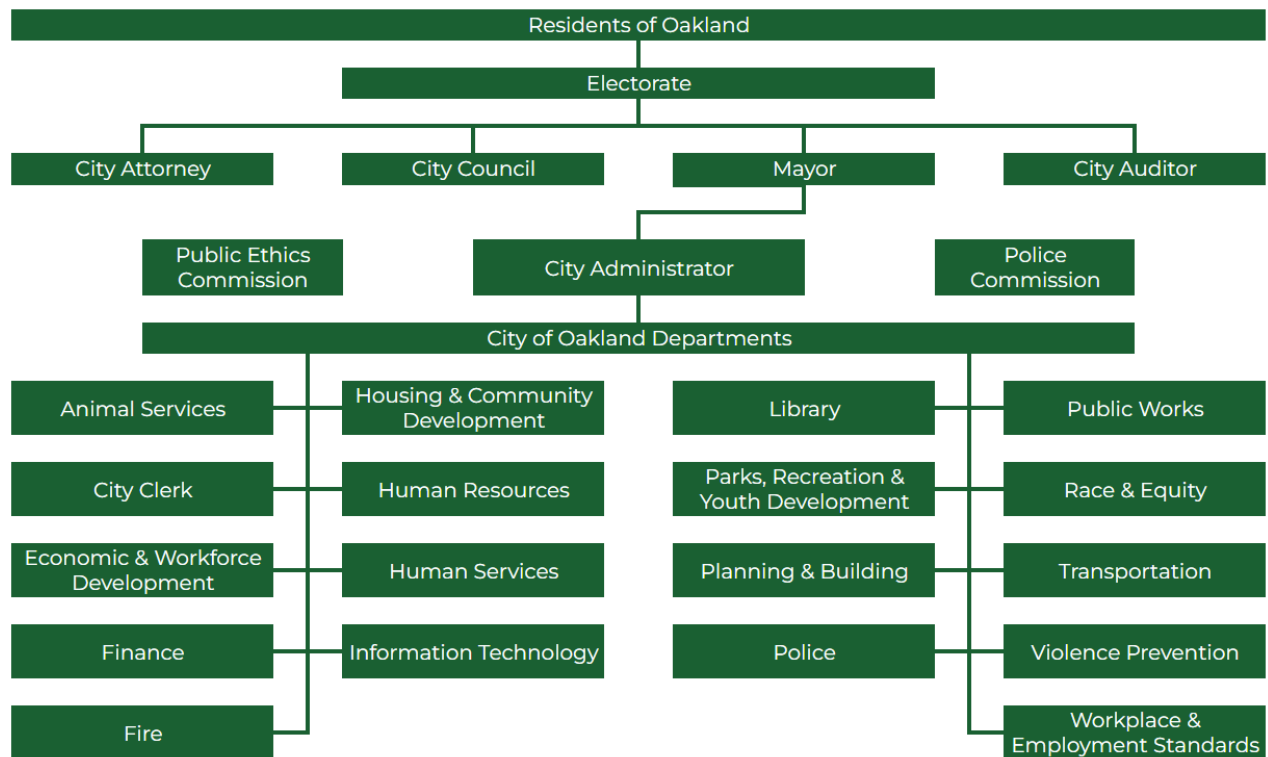 Residents of Oakland
Electorate
City Attorney
City Council
Mayor
City Auditor
Public Ethics
Commission
City Administrator
Police
Commission
City of Oakland Departments
Animal Services
Housing & Community
Development
Library
Public Works
City Clerk
Human Resources
Parks, Recreation &
Youth Development
Race & Equity
Economic & Workforce
Development
Human Services
Planning & Building
Transportation
Finance
Information Technology
Police
Violence Prevention
Fire
Workplace &
Employment Standards